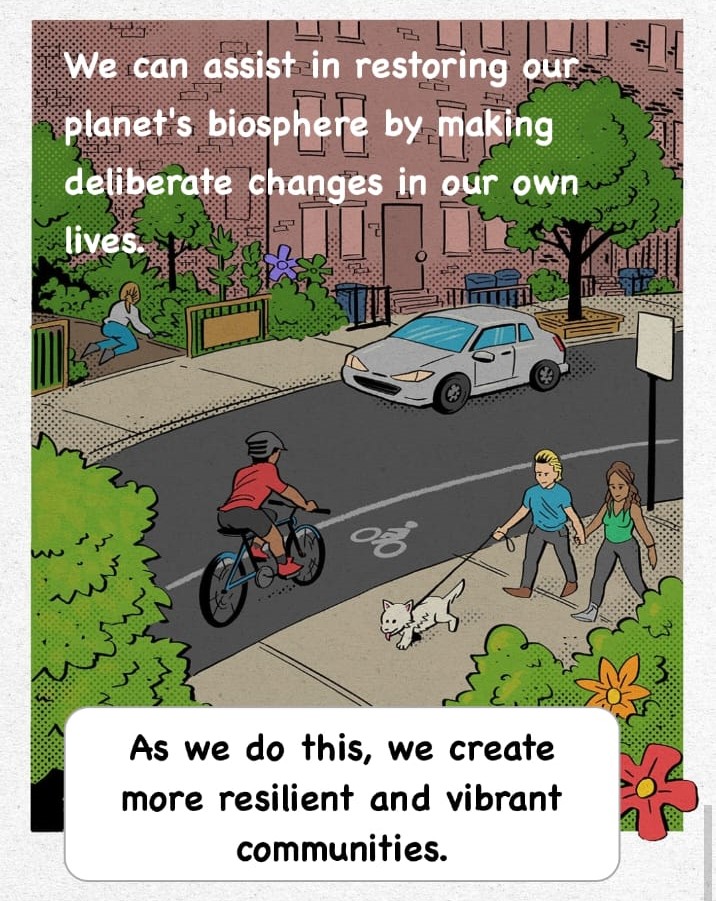 We can assist in restoring our
planet's biosphere by making
deliberate changes in our own
lives.
As we do this, we create
more resilient and vibrant
communities.